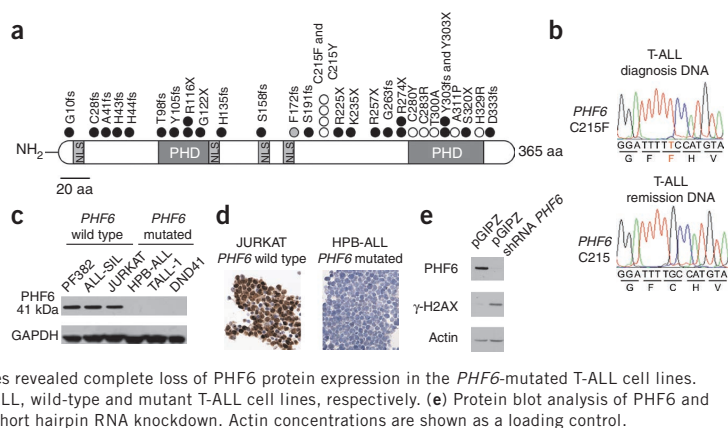 a
G10fs C28fs A41fs H43fs H44fs T98fs Y105fs R116X G122X H135fs S158fs F172fs S191fs C215F and C215Y R225X K235X R257X G263fs R274X C280Y C283R T300A Y303fs and Y303X A311P S320X H329R D333fs
NH2 NLS PHD NLS NLS NLS PHD 365 aa
20 aa
b
T-ALL
diagnosis DNA
PHF6
C215F
GGATTTTTCCATGTA
G F F H V
T-ALL
remission DNA
PHF6
C215
GGATTTTGCCATGTA
G F C H V
c
PHF6 PHF6
wild type mutated
PF382 ALL-SIL JURKAT HPB-ALL TALL-1 DND41
PHF6
41 kDa
GAPDH
d
JURKAT HPB-ALL
PHF6 wild type PHF6 mutated
e
pGIPZ pGIPZ shRNA PHF6
PHF6
γ-H2AX
Actin
es revealed complete loss of PHF6 protein expression in the PHF6-mutated T-ALL cell lines.
ALL, wild-type and mutant T-ALL cell lines, respectively. (e) Protein blot analysis of PHF6 and
hort hairpin RNA knockdown. Actin concentrations are shown as a loading control.